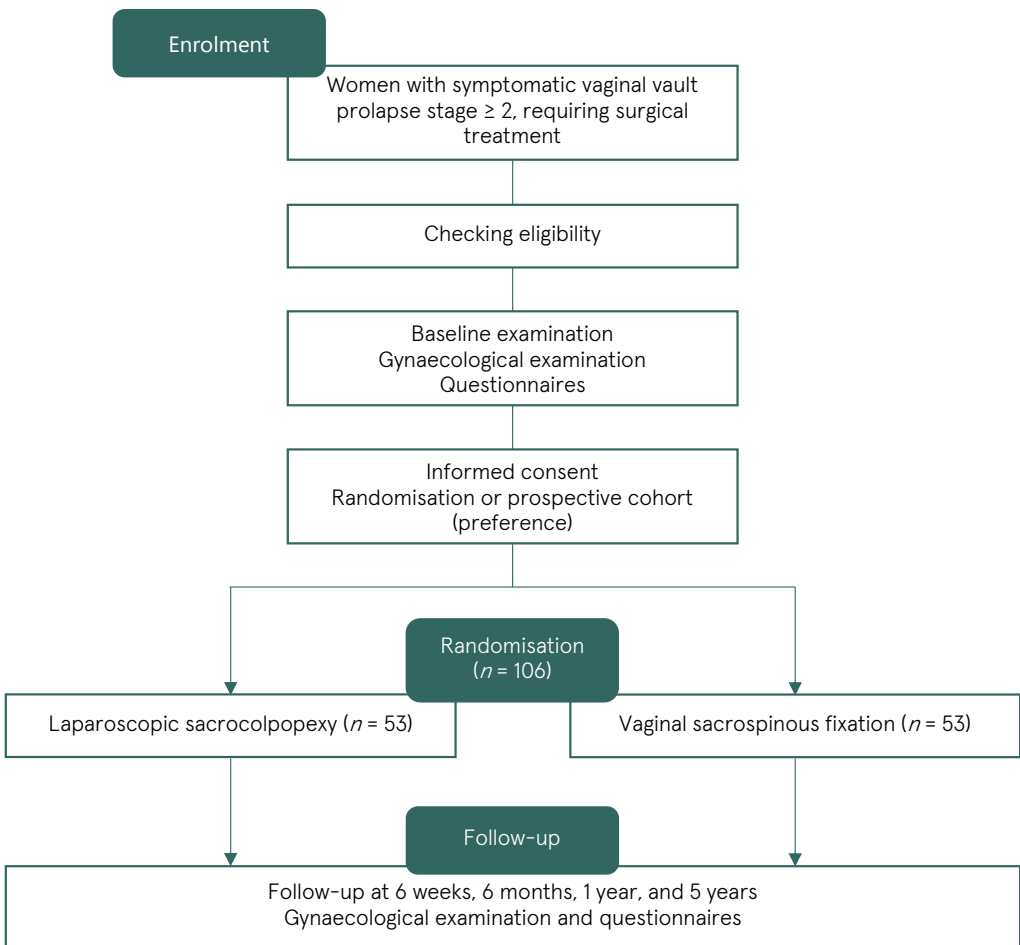 Enrolment
Women with symptomatic vaginal vault
prolapse stage ≥ 2, requiring surgical
treatment
Checking eligibility
Baseline examination
Gynaecological examination
Questionnaires
Informed consent
Randomisation or prospective cohort
(preference)
Randomisation
(n = 106)
Laparoscopic sacrocolpopexy (n = 53)
Vaginal sacrospinous fixation (n = 53)
Follow-up
Follow-up at 6 weeks, 6 months, 1 year, and 5 years
Gynaecological examination and questionnaires